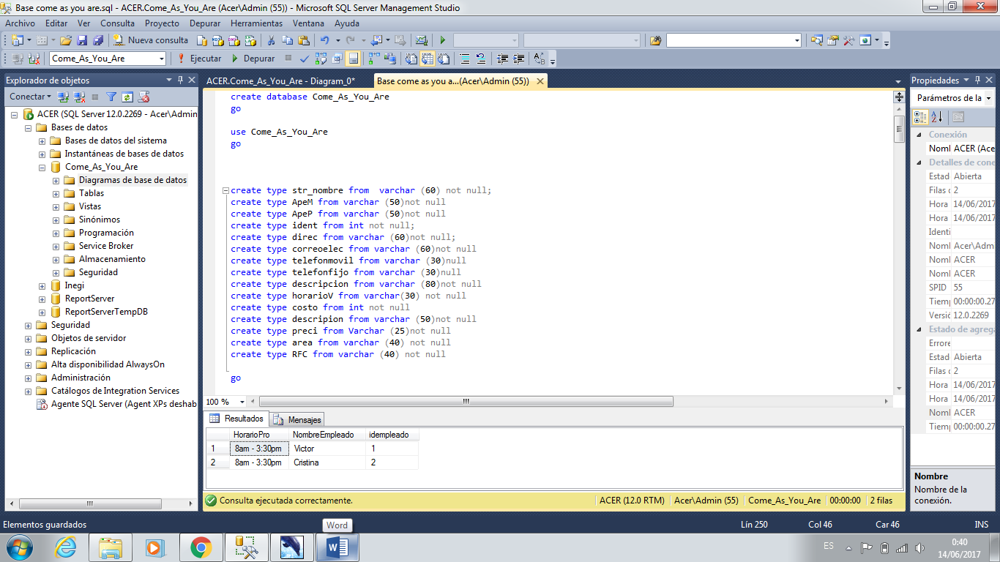 Base come as you are.sql - ACER.Come_As_You_Are (Acer\Admin (55)) - Microsoft SQL Server Management Studio
Archivo Editar Ver Consulta Proyecto Depurar Herramientas Ventana Ayuda
Nueva consulta
Come_As_You_Are Ejecutar Depurar
Explorador de objetos
Conectar
ACER (SQL Server 12.0.2269 - Acer\Admin
Bases de datos
Bases de datos del sistema
Instantáneas de bases de datos
Come_As_You_Are
Diagramas de base de datos
Tablas
Vistas
Sinónimos
Programación
Service Broker
Almacenamiento
Seguridad
Inegi
ReportServer
ReportServerTempDB
Seguridad
Objetos de servidor
Replicación
Alta disponibilidad AlwaysOn
Administración
Catálogos de Integration Services
Agente SQL Server (Agent XPs deshab
ACER.Come_As_You_Are - Diagram_0* Base come as you a...(Acer\Admin (55))
create database Come_As_You_Are
go
use Come_As_You_Are
go
create type str_nombre from  varchar (60) not null;
create type ApeM from varchar (50)not null
create type ApeP from varchar (50)not null
create type ident from int not null;
create type direc from varchar (60)not null;
create type correoelec from varchar (60)not null
create type telefonmovil from varchar (30)null
create type telefonfijo from varchar (30)null
create type descripcion from varchar (80)not null
create type horarioV from varchar(30) not null
create type costo from int not null
create type descripion from varchar (50)not null
create type preci from Varchar (25)not null
create type area from varchar (40) not null
create type RFC from varchar (40) not null
go
100 %
Resultados Mensajes
HorarioPro NombreEmpleado idempleado
1 8am - 3:30pm Victor 1
2 8am - 3:30pm Cristina 2
Consulta ejecutada correctamente. ACER (12.0 RTM) Acer\Admin (55) Come_As_You_Are 00:00:00 2 filas
Propiedades
Parámetros de la
Conexión
Noml ACER (Ace
Detalles de cone
Estad Abierta
Filas c 2
Hora 14/06/2017
Hora 14/06/2017
Identi
Noml Acer\Adm
Noml ACER
Noml ACER
SPID 55
Tiemp 00:00:00.27
Versió 12.0.2269
Estado de agrega
Errore
Estad Abierta
Filas c 2
Hora 14/06/2017
Hora 14/06/2017
Noml ACER
Tiemp 00:00:00.27
Nombre
Nombre de la
conexión.
Elementos guardados Lín 250 Col 46 Car 46 INS
Word
ES 0:40
14/06/2017